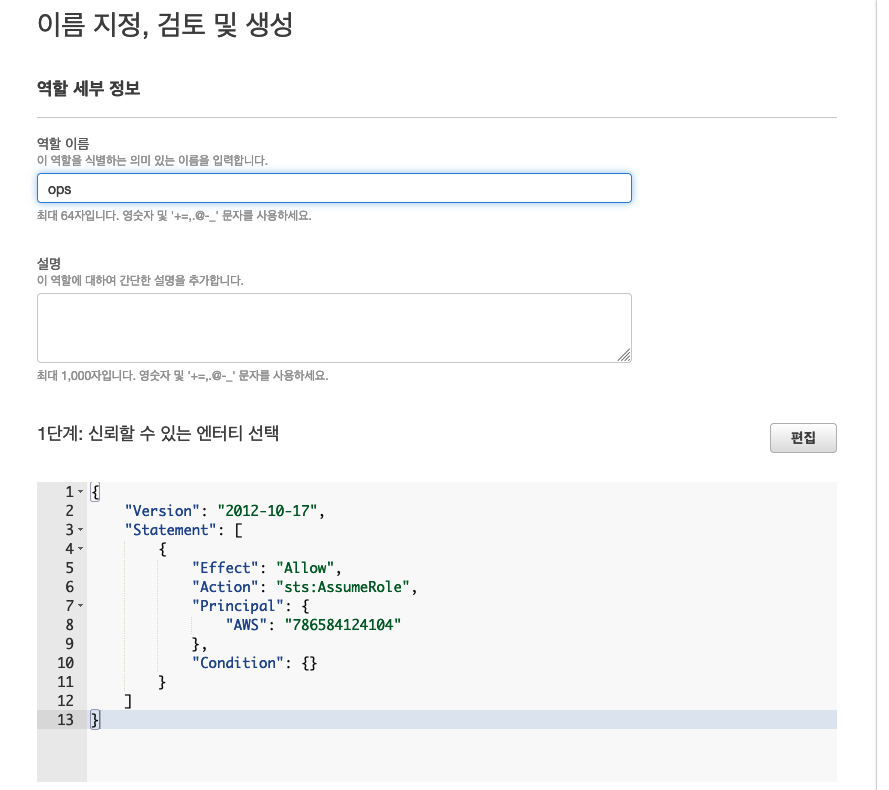 이름 지정, 검토 및 생성
역할 세부 정보
역할 이름
이 역할을 식별하는 의미 있는 이름을 입력합니다.
ops
최대 64자입니다. 영숫자 및 '+=,.@-_' 문자를 사용하세요.
설명
이 역할에 대하여 간단한 설명을 추가합니다.
최대 1,000자입니다. 영숫자 및 '+=,.@-_' 문자를 사용하세요.
1단계: 신뢰할 수 있는 엔터티 선택
편집
1 {
2 "Version": "2012-10-17",
3 "Statement": [
4 {
5 "Effect": "Allow",
6 "Action": "sts:AssumeRole",
7 "Principal": {
8 "AWS": "786584124104"
9 },
10 "Condition": {}
11 }
12 ]
13 }